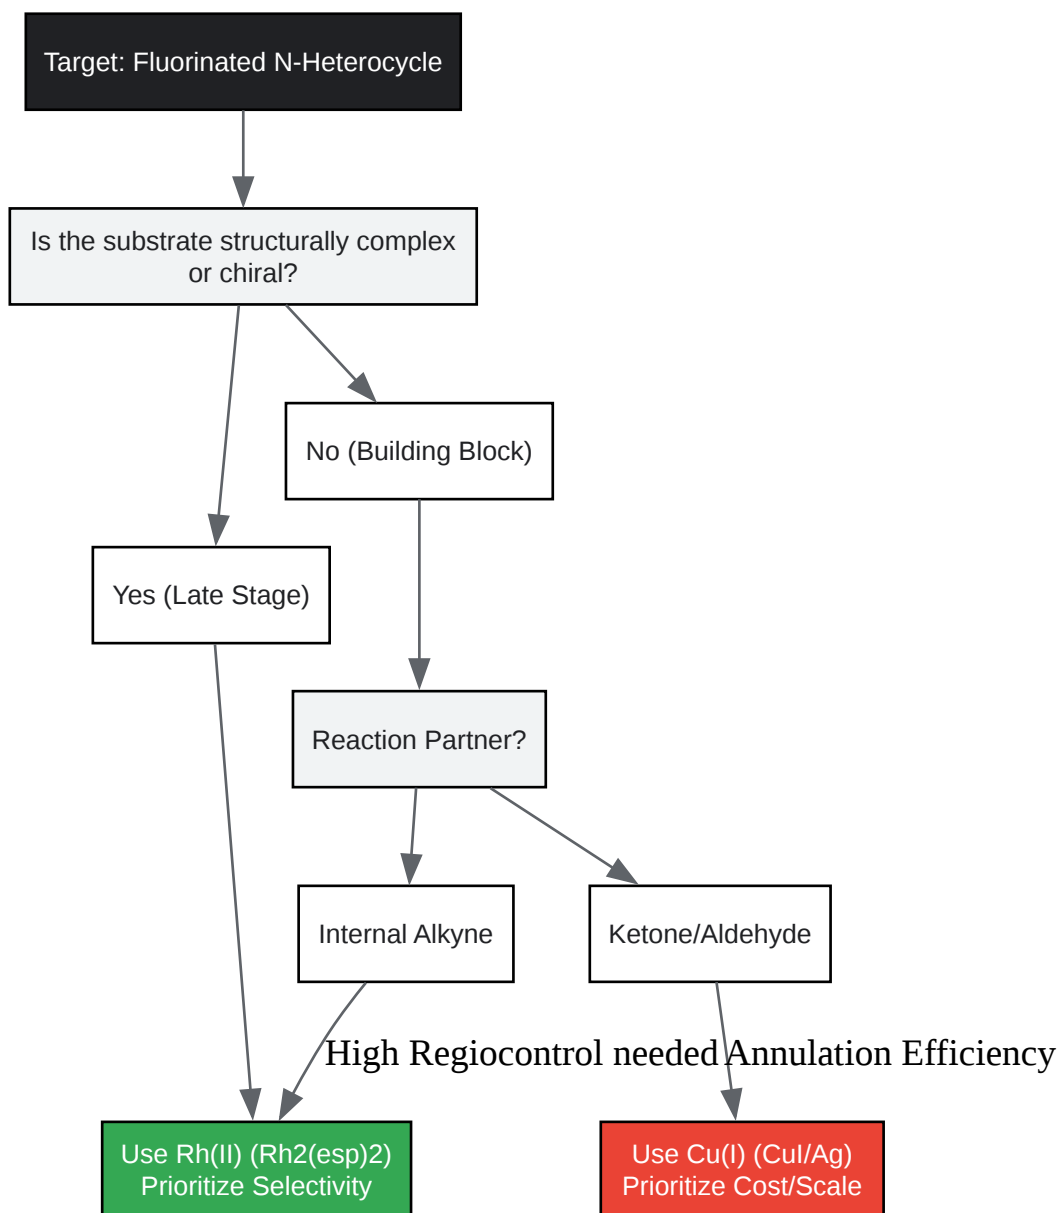 Target: Fluorinated N-Heterocycle
Is the substrate structurally complex
or chiral?
No (Building Block)
Yes (Late Stage)
Reaction Partner?
Internal Alkyne
Ketone/Aldehyde
High Regiocontrol needed
Annulation Efficiency
Use Rh(II) (Rh2(esp)2)
Prioritize Selectivity
Use Cu(I) (CuI/Ag)
Prioritize Cost/Scale